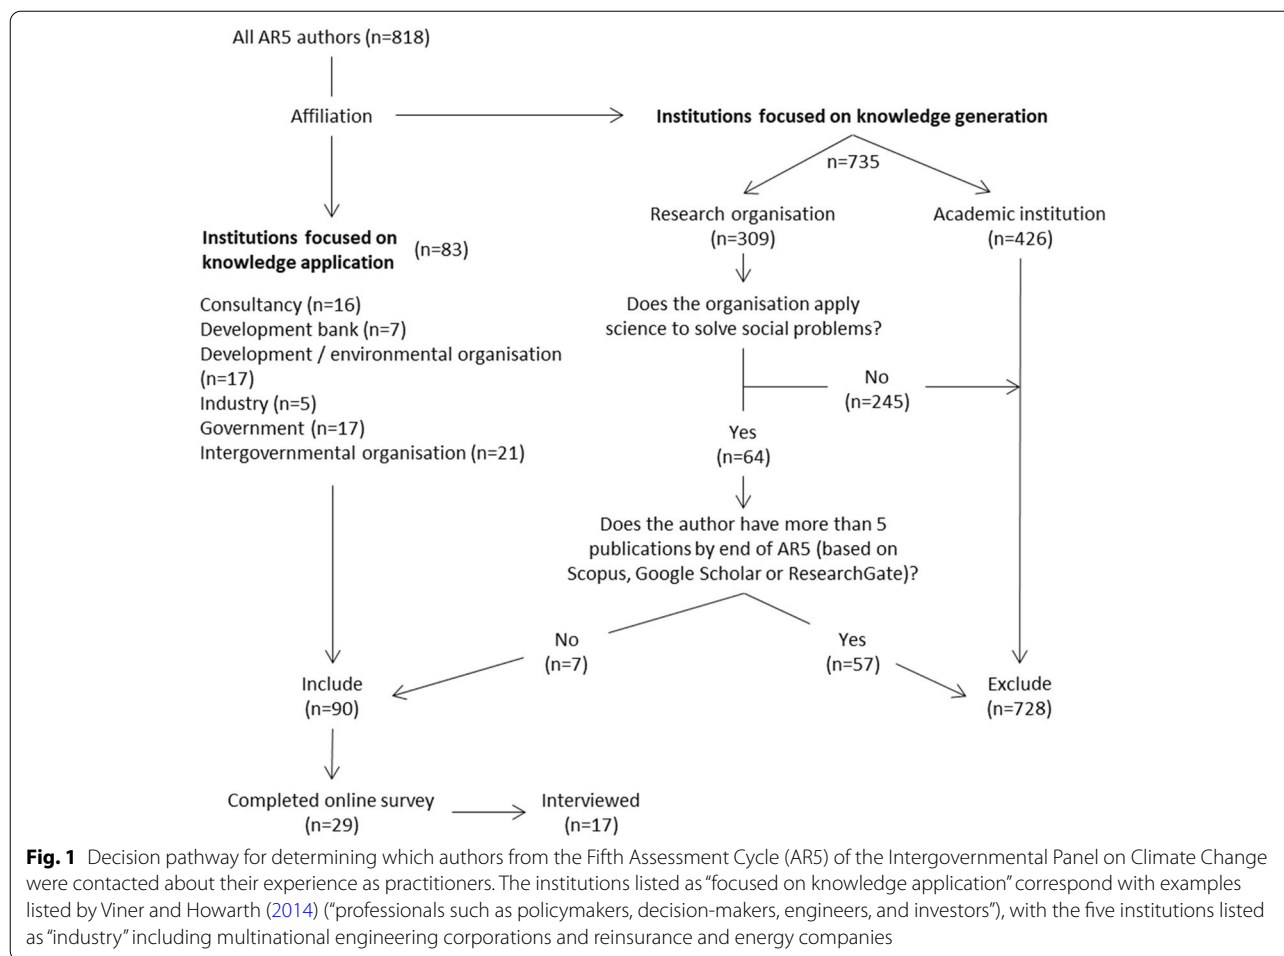 All AR5 authors (n=818)
Affiliation
Institutions focused on knowledge generation
n=735
Research organisation
(n=309)
Academic institution
(n=426)
Institutions focused on
knowledge application
(n=83)
Consultancy (n=16)
Development bank (n=7)
Development / environmental organisation
(n=17)
Industry (n=5)
Government (n=17)
Intergovernmental organisation (n=21)
Does the organisation apply
science to solve social problems?
No
(n=245)
Yes
(n=64)
Does the author have more than 5
publications by end of AR5 (based on
Scopus, Google Scholar or ResearchGate)?
No
(n=7)
Yes
(n=57)
Include
(n=90)
Exclude
(n=728)
Completed online survey
(n=29)
Interviewed
(n=17)
Fig. 1 Decision pathway for determining which authors from the Fifth Assessment Cycle (AR5) of the Intergovernmental Panel on Climate Change
were contacted about their experience as practitioners. The institutions listed as “focused on knowledge application” correspond with examples
listed by Viner and Howarth (2014) (“professionals such as policymakers, decision-makers, engineers, and investors”), with the five institutions listed
as “industry” including multinational engineering corporations and reinsurance and energy companies